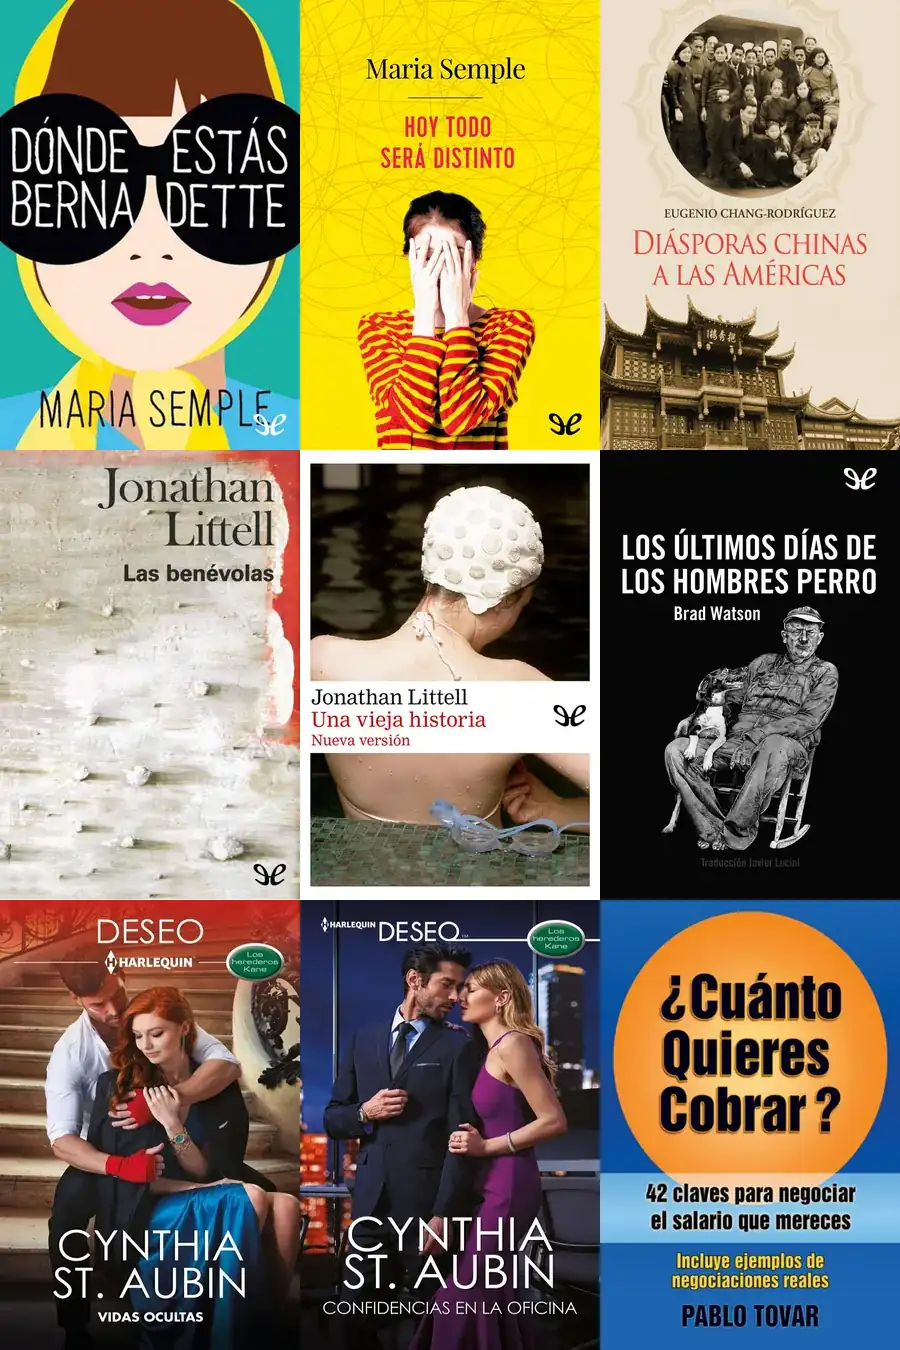 DÓNDE ESTÁS
BERNADETTE
MARIA SEMPLE
Maria Semple
HOY TODO
SERÁ DISTINTO
EUGENIO CHANG-RODRÍGUEZ
DIÁSPORAS CHINAS
A LAS AMÉRICAS
Jonathan
Littell
Las benévolas
Jonathan Littell
Una vieja historia
Nueva versión
LOS ÚLTIMOS DÍAS DE
LOS HOMBRES PERRO
Brad Watson
Traducción Javier Lucini
DESEO
HARLEQUIN
Los
herederos
Kane
CYNTHIA
ST. AUBIN
VIDAS OCULTAS
HARLEQUIN DESEO
Los
herederos
Kane
CYNTHIA
ST. AUBIN
CONFIDENCIAS EN LA OFICINA
¿Cuánto
Quieres
Cobrar?
42 claves para negociar
el salario que mereces
Incluye ejemplos de
negociaciones reales
PABLO TOVAR